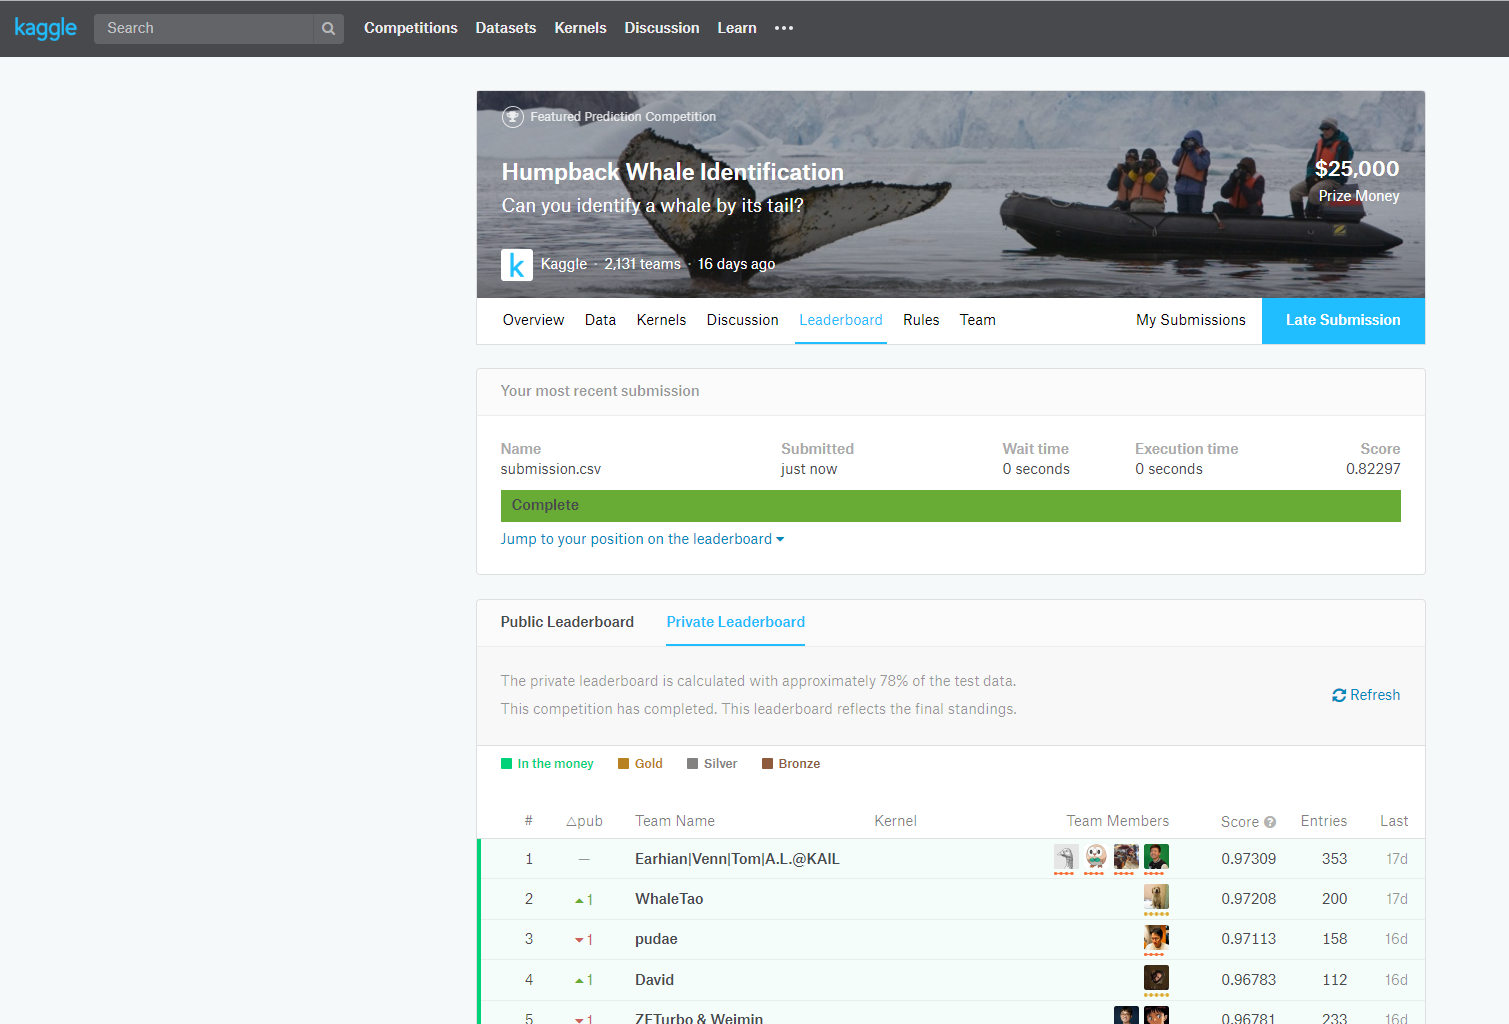 kaggle
Search
Competitions Datasets Kernels Discussion Learn
Featured Prediction Competition
Humpback Whale Identification
Can you identify a whale by its tail?
$25,000
Prize Money
k Kaggle · 2,131 teams · 16 days ago
Overview Data Kernels Discussion Leaderboard Rules Team My Submissions Late Submission
Your most recent submission
Name Submitted Wait time Execution time Score
submission.csv just now 0 seconds 0 seconds 0.82297
Complete
Jump to your position on the leaderboard
Public Leaderboard Private Leaderboard
The private leaderboard is calculated with approximately 78% of the test data.
This competition has completed. This leaderboard reflects the final standings.
Refresh
In the money Gold Silver Bronze
# △pub Team Name Kernel Team Members Score Entries Last
1 — Earhian|Venn|Tom|A.L.@KAIL 0.97309 353 17d
2 1 WhaleTao 0.97208 200 17d
3 1 pudae 0.97113 158 16d
4 1 David 0.96783 112 16d
5 1 ZFTurbo & Weimin 0.96781 233 16d